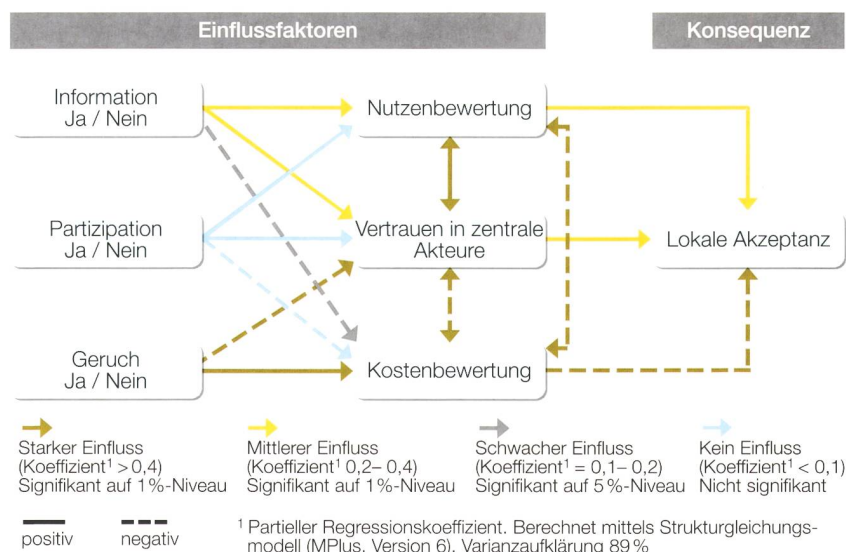 Einflussfaktoren
Konsequenz
Information
Ja / Nein
Nutzenbewertung
Partizipation
Ja / Nein
Vertrauen in zentrale
Akteure
Lokale Akzeptanz
Geruch
Ja / Nein
Kostenbewertung
Starker Einfluss
(Koeffizient¹ > 0,4)
Signifikant auf 1%-Niveau
Mittlerer Einfluss
(Koeffizient¹ 0,2– 0,4)
Signifikant auf 1%-Niveau
Schwacher Einfluss
(Koeffizient¹ = 0,1– 0,2)
Signifikant auf 5%-Niveau
Kein Einfluss
(Koeffizient¹ < 0,1)
Nicht signifikant
positiv
negativ
¹ Partieller Regressionskoeffizient. Berechnet mittels Strukturgleichungs-
modell (MPlus, Version 6), Varianzaufklärung 89 %